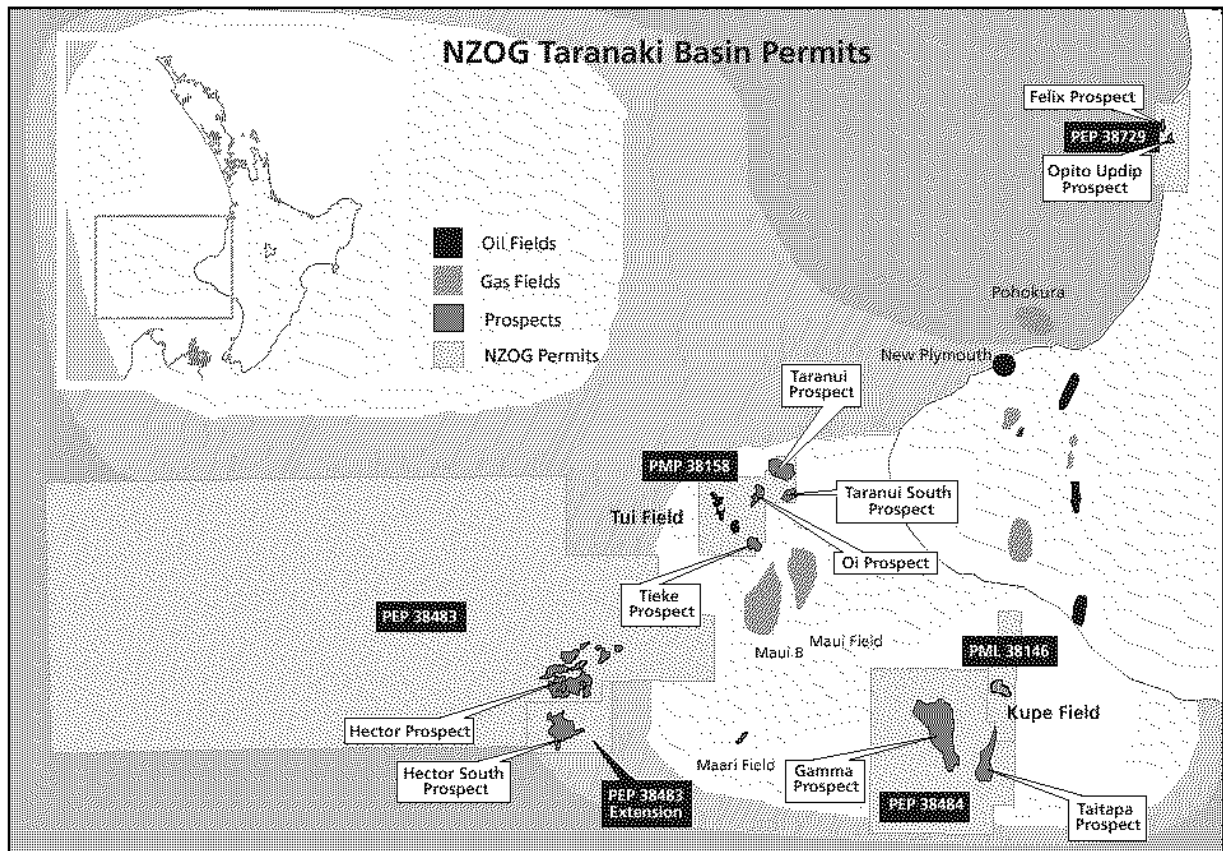 NZOG Taranaki Basin Permits
Felix Prospect
PEP 38729
Opito Updip
Prospect
Oil Fields
Gas Fields
Prospects
NZOG Permits
Pohokura
New Plymouth
Taranui
Prospect
PMP 38158
Tui Field
Taranui South
Prospect
Oi Prospect
Tieke
Prospect
PEP 38483
Maui B
Maui Field
PML 38146
Kupe Field
Hector Prospect
Hector South
Prospect
PEP 38483
Extension
Maari Field
Gamma
Prospect
PEP 38484
Taitapa
Prospect